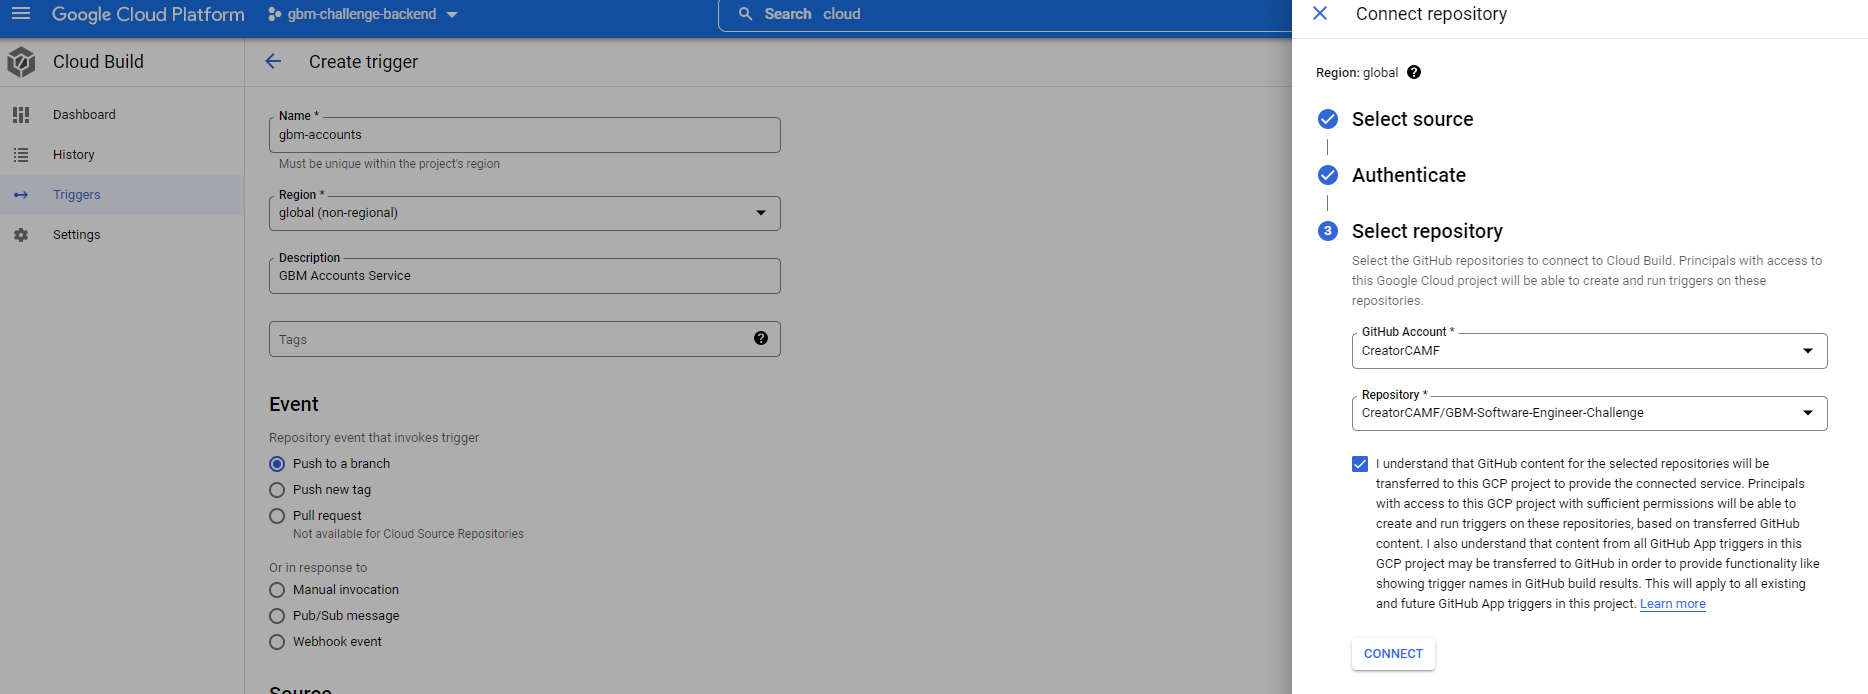 Google Cloud Platform
gbm-challenge-backend
Search cloud
Cloud Build
Dashboard
History
Triggers
Settings
Create trigger
Name *
gbm-accounts
Must be unique within the project's region
Region *
global (non-regional)
Description
GBM Accounts Service
Tags
?
Event
Repository event that invokes trigger
Push to a branch
Push new tag
Pull request
Not available for Cloud Source Repositories
Or in response to
Manual invocation
Pub/Sub message
Webhook event
Source
Connect repository
Region: global ?
Select source
Authenticate
3 Select repository
Select the GitHub repositories to connect to Cloud Build. Principals with access to
this Google Cloud project will be able to create and run triggers on these
repositories.
GitHub Account *
CreatorCAMF
Repository *
CreatorCAMF/GBM-Software-Engineer-Challenge
I understand that GitHub content for the selected repositories will be
transferred to this GCP project to provide the connected service. Principals
with access to this GCP project with sufficient permissions will be able to
create and run triggers on these repositories, based on transferred GitHub
content. I also understand that content from all GitHub App triggers in this
GCP project may be transferred to GitHub in order to provide functionality like
showing trigger names in GitHub build results. This will apply to all existing
and future GitHub App triggers in this project. Learn more
CONNECT